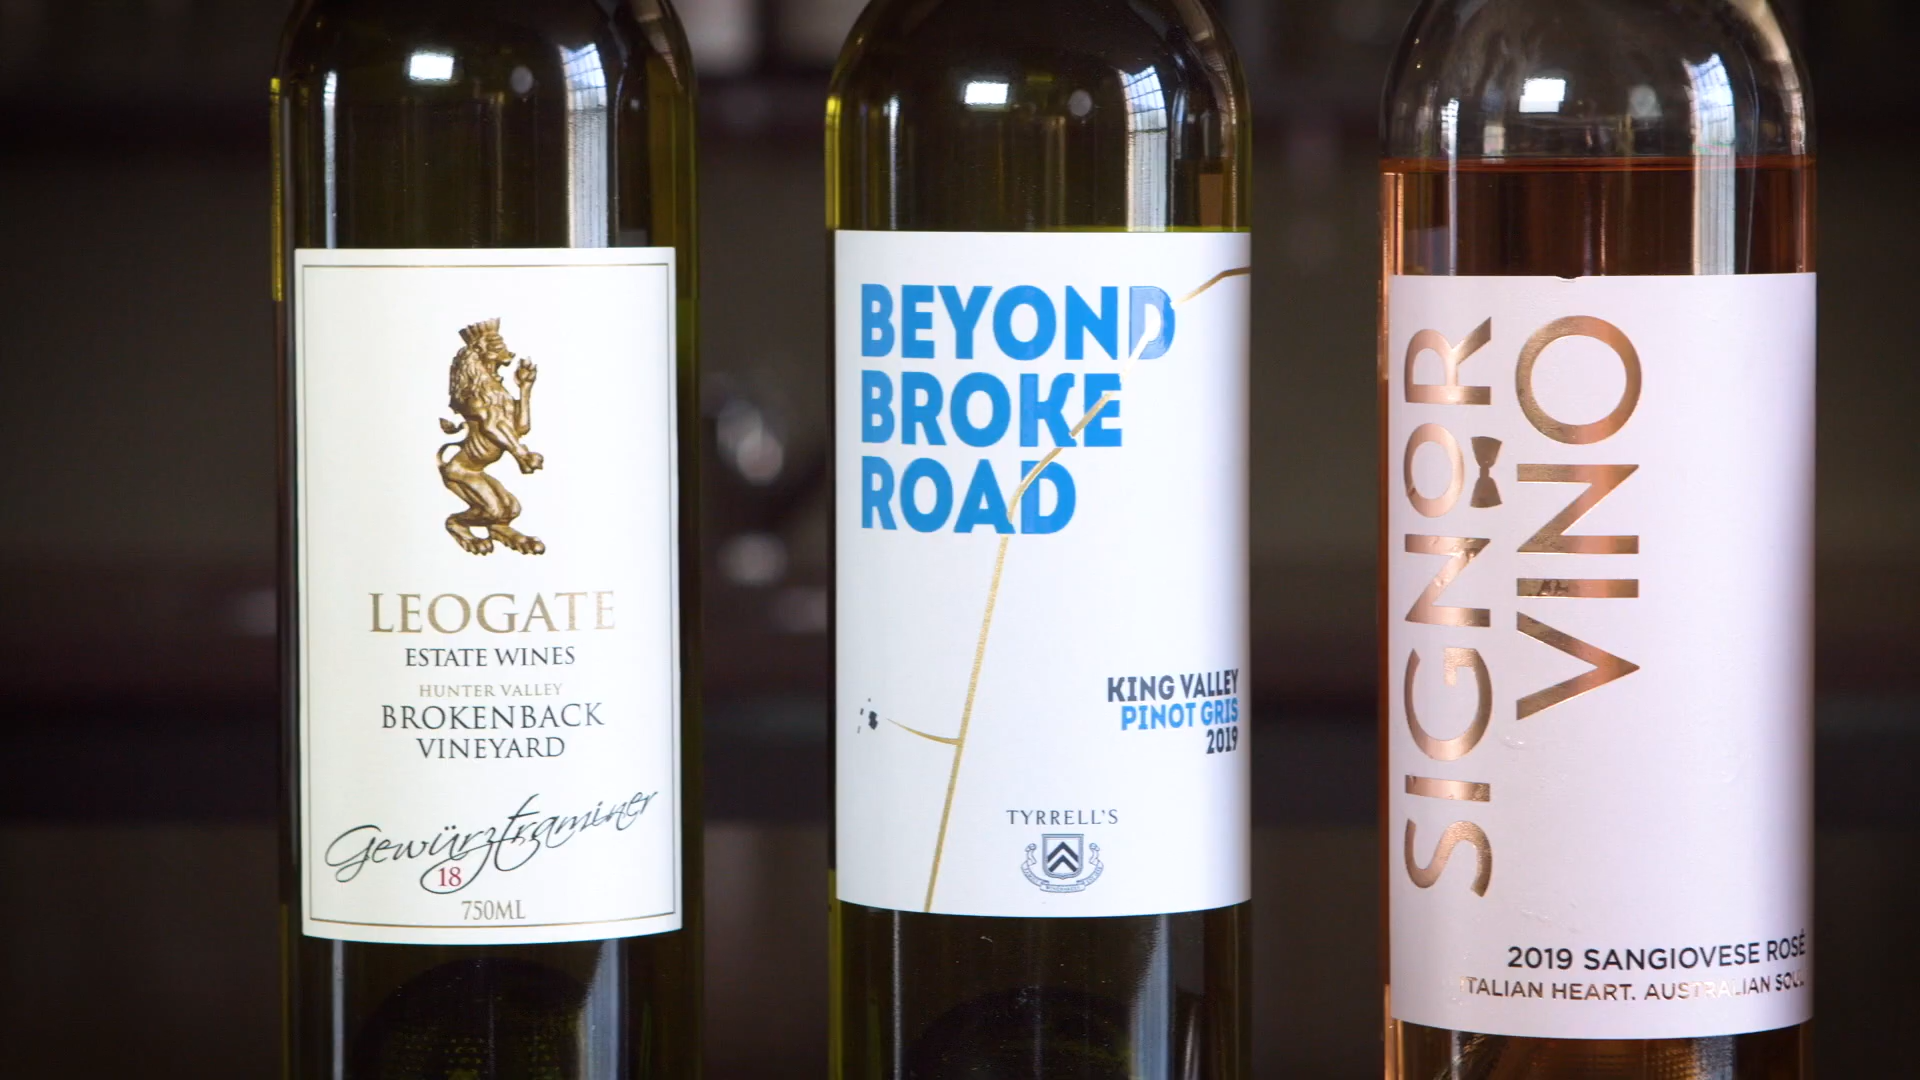 LEOGATE
ESTATE WINES
HUNTER VALLEY
BROKENBACK
VINEYARD
Gewürztraminer
18
750ML
BEYOND
BROKE
ROAD
KING VALLEY
PINOT GRIS
2019
TYRRELL'S
SIGNOR
VINO
2019 SANGIOVESE ROSÉ
ITALIAN HEART. AUSTRALIAN SOUL